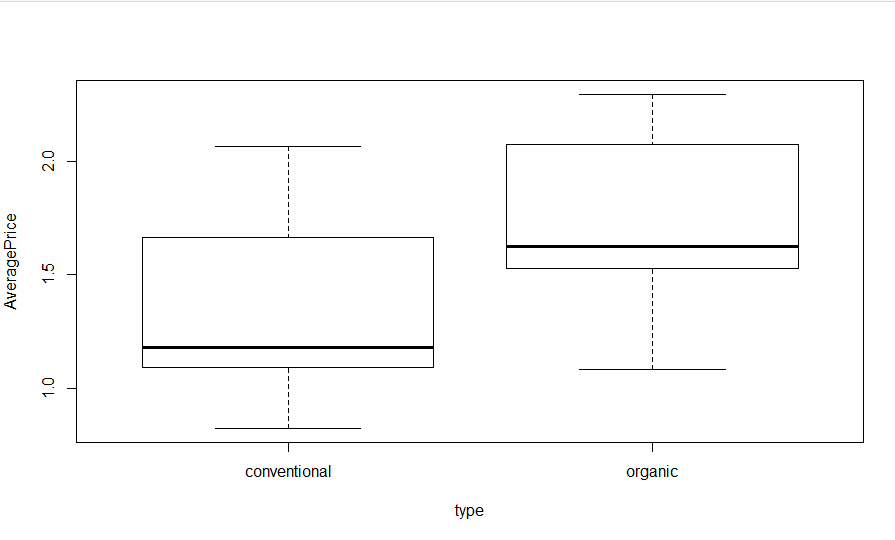 AveragePrice
2.0
1.5
1.0
conventional
organic
type